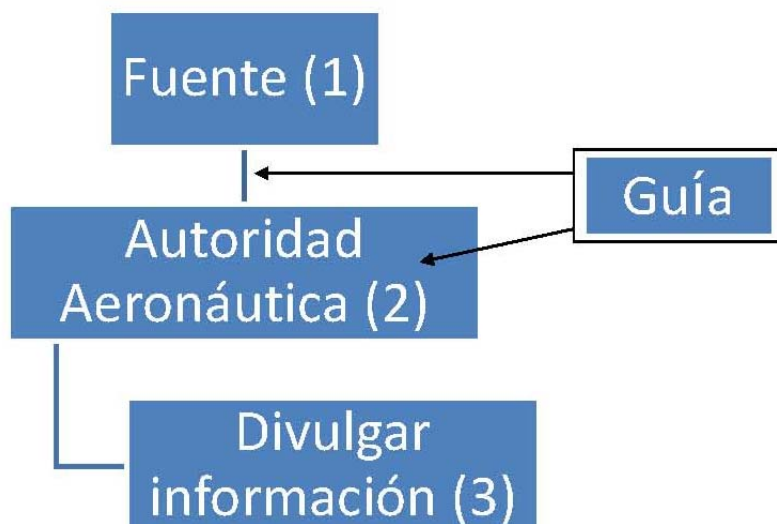 Fuente (1)
Guía
Autoridad
Aeronáutica (2)
Divulgar
información (3)